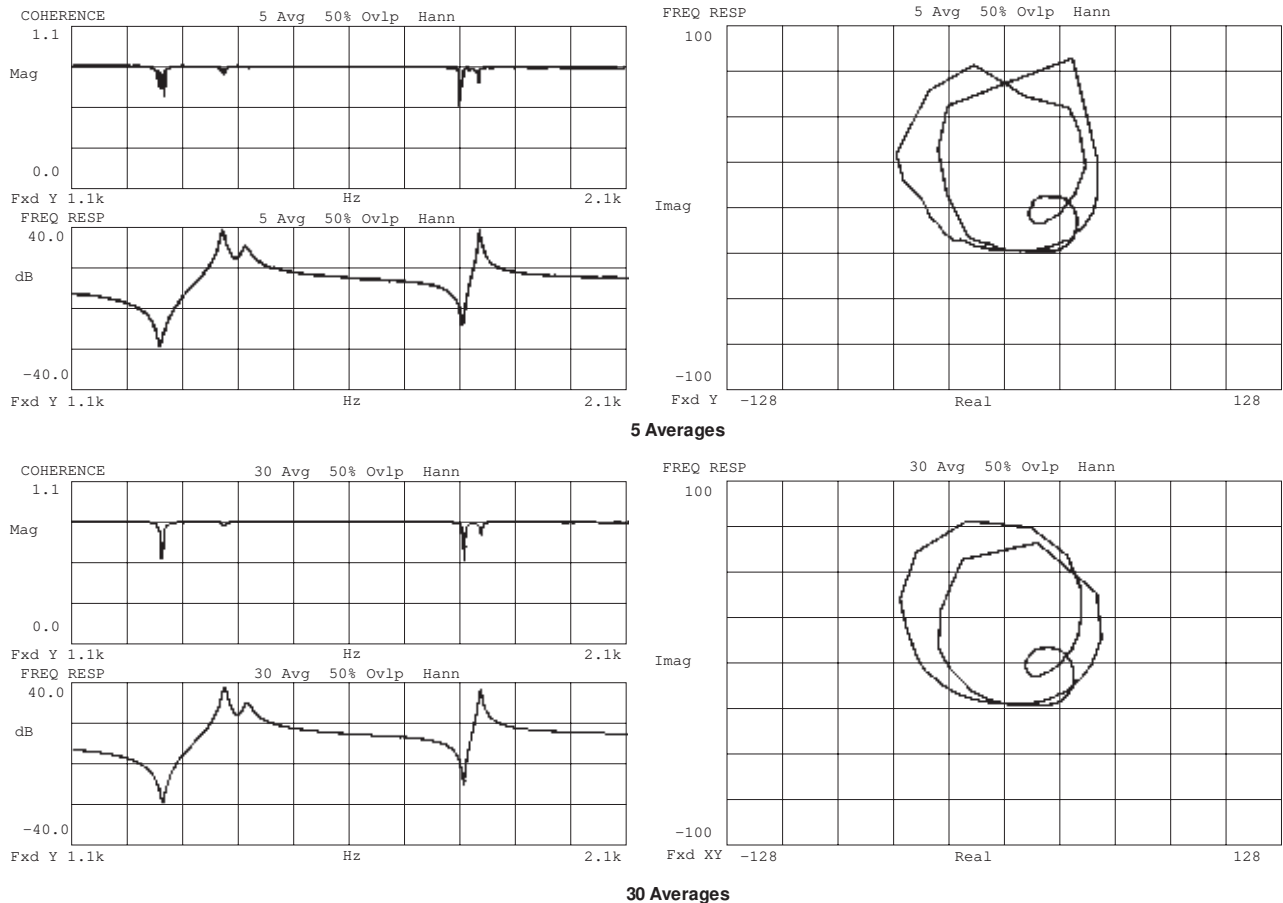 COHERENCE 5 Avg 50% Ovlp Hann
1.1
Mag
0.0
Fxd Y 1.1k Hz 2.1k
FREQ RESP 5 Avg 50% Ovlp Hann
40.0
dB
-40.0
Fxd Y 1.1k Hz 2.1k
FREQ RESP 5 Avg 50% Ovlp Hann
100
Imag
-100
Fxd Y -128 Real 128
5 Averages
COHERENCE 30 Avg 50% Ovlp Hann
1.1
Mag
0.0
Fxd Y 1.1k Hz 2.1k
FREQ RESP 30 Avg 50% Ovlp Hann
40.0
dB
-40.0
Fxd Y 1.1k Hz 2.1k
FREQ RESP 30 Avg 50% Ovlp Hann
100
Imag
-100
Fxd XY -128 Real 128
30 Averages